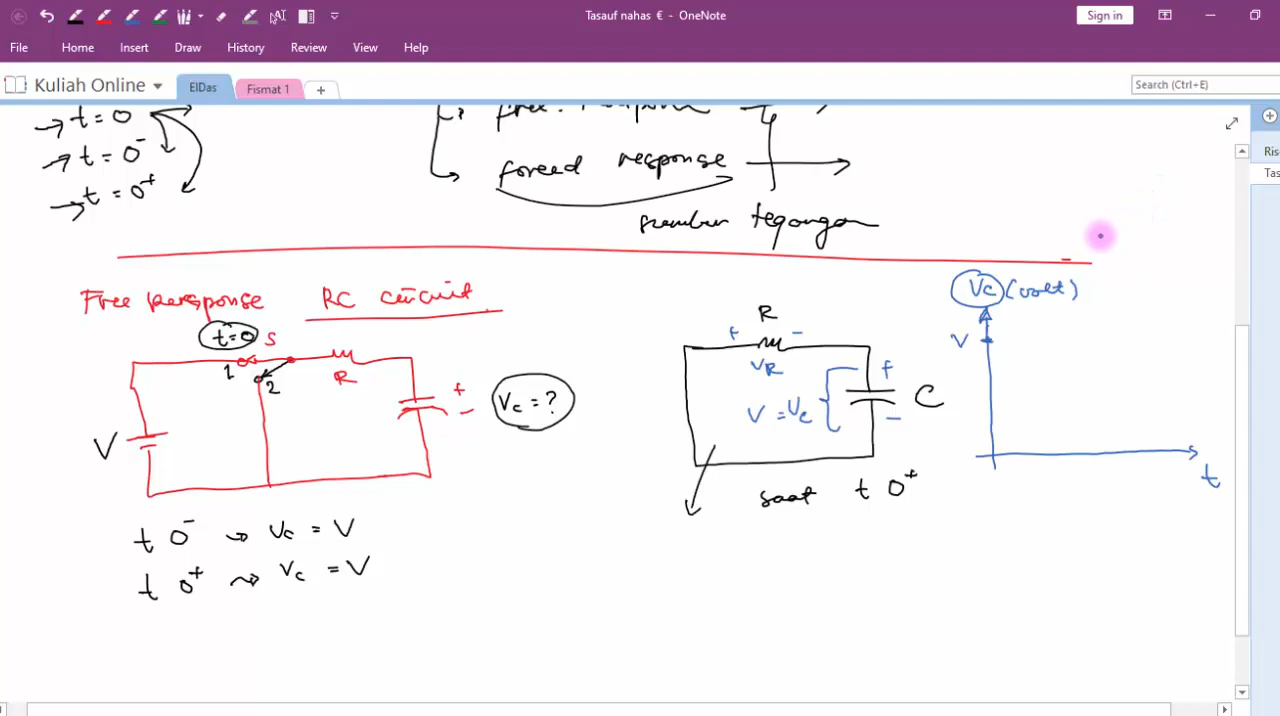 Tasauf nahas € - OneNote
Sign in
File Home Insert Draw History Review View Help
Kuliah Online ElDas Fismat 1 +
Search (Ctrl+E)
Ris
Tas
→ t = 0
→ t = 0⁻
→ t = 0⁺
forced response
sumber tegangan
Free response RC circuit
t=0 S
1 2
R
V
+
-
Vc = ?
t 0⁻ → Vc = V
t 0⁺ → Vc = V
R
+ -
VR
V = Vc
+
-
C
saat t 0⁺
Vc (volt)
V
t